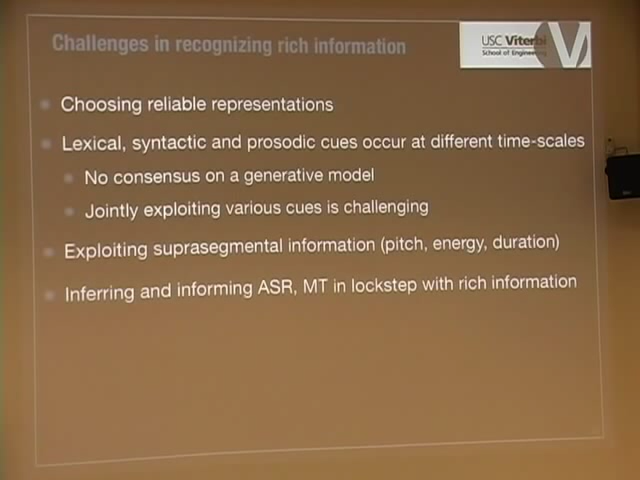 Challenges in recognizing rich information
USC Viterbi
School of Engineering
Choosing reliable representations
Lexical, syntactic and prosodic cues occur at different time-scales
No consensus on a generative model
Jointly exploiting various cues is challenging
Exploiting suprasegmental information (pitch, energy, duration)
Inferring and informing ASR, MT in lockstep with rich information